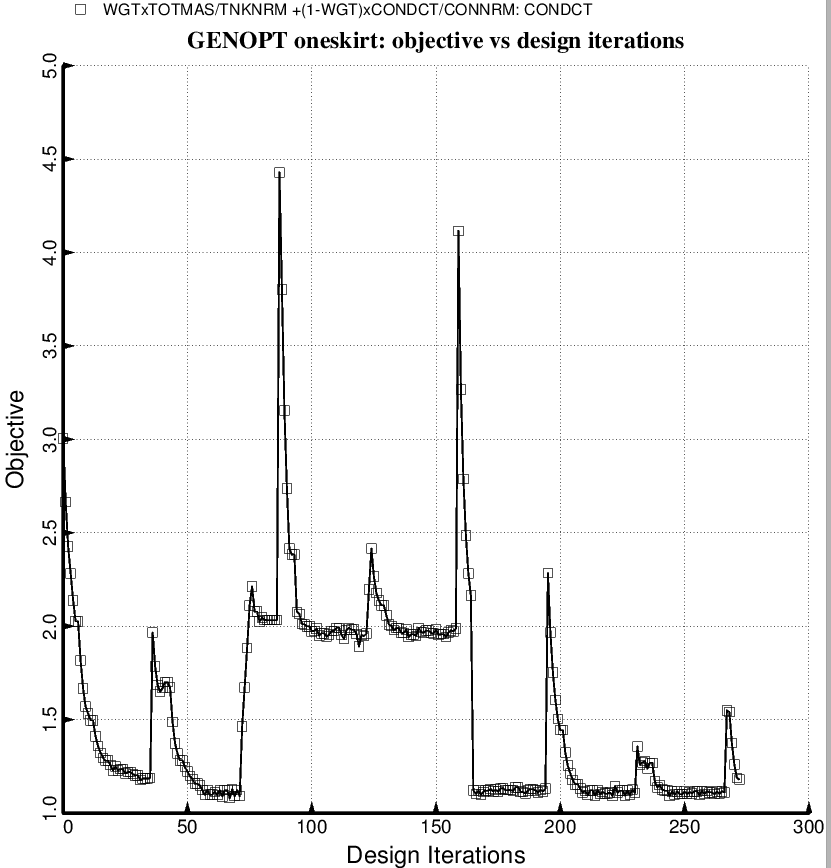 WGTxTOTMAS/TNKNRM +(1-WGT)xCONDCT/CONNRM: CONDCT
GENOPT oneskirt: objective vs design iterations
5.0
4.5
4.0
3.5
3.0
2.5
2.0
1.5
1.0
Objective
0 50 100 150 200 250 300
Design Iterations